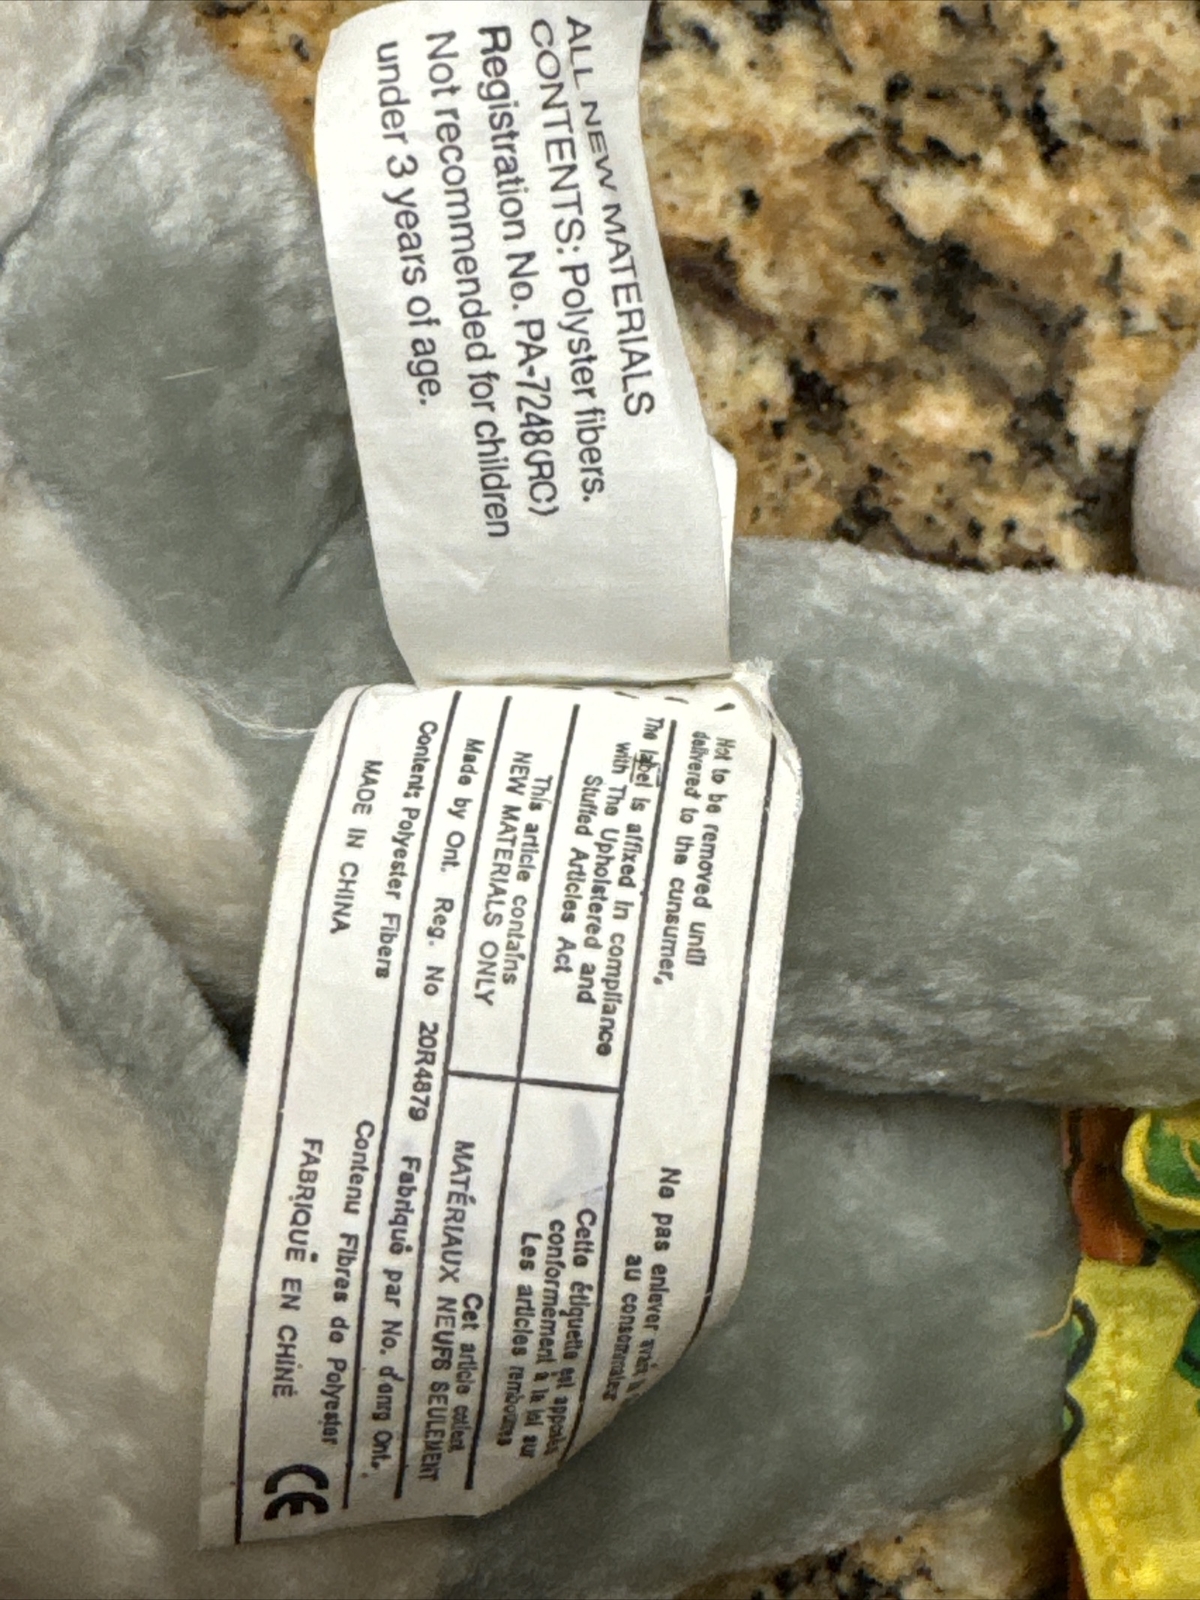 ALL NEW MATERIALS
CONTENTS: Polyster fibers.
Registration No. PA-7248(RC)
Not recommended for children
under 3 years of age.
Not to be removed until
delivered to the cunsumer,
The label is affixed in compliance
with The Upholstered and
Stuffed Articles Act
This article contains
NEW MATERIALS ONLY
Made by Ont. Reg. No 20R4879
Content: Polyester Fibers
MADE IN CHINA
Ne pas enlever avant
au consommateur
Cette étiquette est apposée
conformement à la loi sur
Les articles rembourres
Cet article contient
MATÉRIAUX NEUFS SEULEMENT
Fabriqué par No. d'enrg Ont.
Contenu Fibres de Polyester
FABRIQUÉ EN CHINE
CE